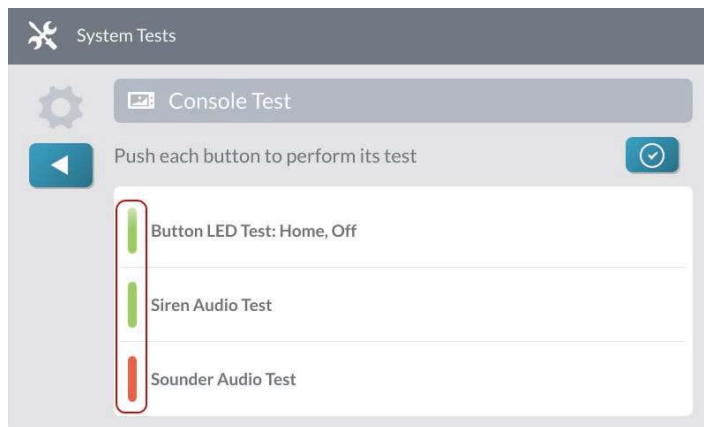 System Tests
Console Test
Push each button to perform its test
Button LED Test: Home, Off
Siren Audio Test
Sounder Audio Test